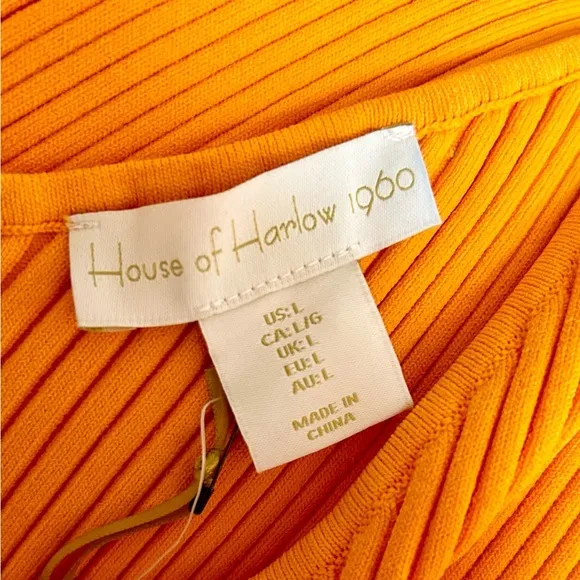 House of Harlow 1960
US: L
CA: L/G
UK: L
EU: L
AU: L
MADE IN
CHINA